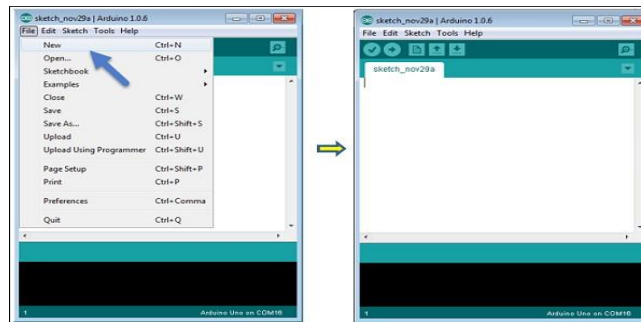 sketch_nov29a | Arduino 1.0.6
File Edit Sketch Tools Help
New Ctrl+N
Open... Ctrl+O
Sketchbook
Examples
Close Ctrl+W
Save Ctrl+S
Save As... Ctrl+Shift+S
Upload Ctrl+U
Upload Using Programmer Ctrl+Shift+U
Page Setup Ctrl+Shift+P
Print Ctrl+P
Preferences Ctrl+Comma
Quit Ctrl+Q
1 Arduino Uno on COM16
sketch_nov29a | Arduino 1.0.6
File Edit Sketch Tools Help
sketch_nov29a
1 Arduino Uno on COM16